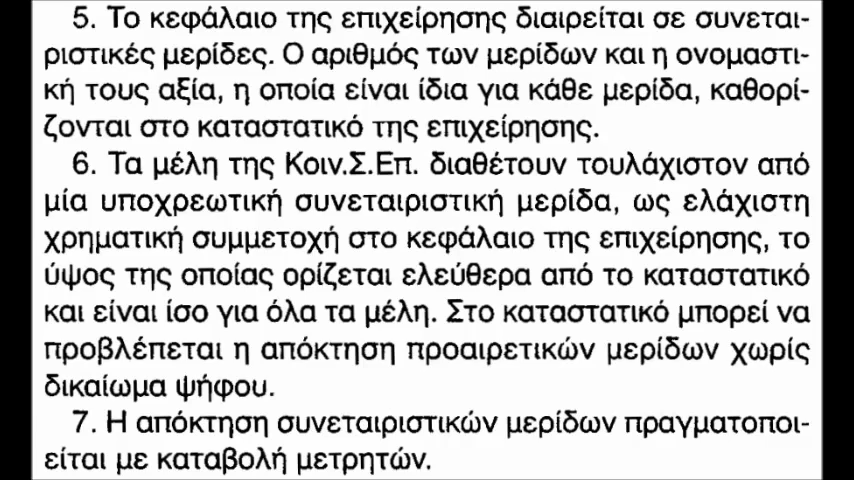 5. Το κεφάλαιο της επιχείρησης διαιρείται σε συνεται-
ριστικές μερίδες. Ο αριθμός των μερίδων και η ονομαστι-
κή τους αξία, η οποία είναι ίδια για κάθε μερίδα, καθορί-
ζονται στο καταστατικό της επιχείρησης.
6. Τα μέλη της Κοιν.Σ.Επ. διαθέτουν τουλάχιστον από
μία υποχρεωτική συνεταιριστική μερίδα, ως ελάχιστη
χρηματική συμμετοχή στο κεφάλαιο της επιχείρησης, το
ύψος της οποίας ορίζεται ελεύθερα από το καταστατικό
και είναι ίσο για όλα τα μέλη. Στο καταστατικό μπορεί να
προβλέπεται η απόκτηση προαιρετικών μερίδων χωρίς
δικαίωμα ψήφου.
7. Η απόκτηση συνεταιριστικών μερίδων πραγματοποι-
είται με καταβολή μετρητών.